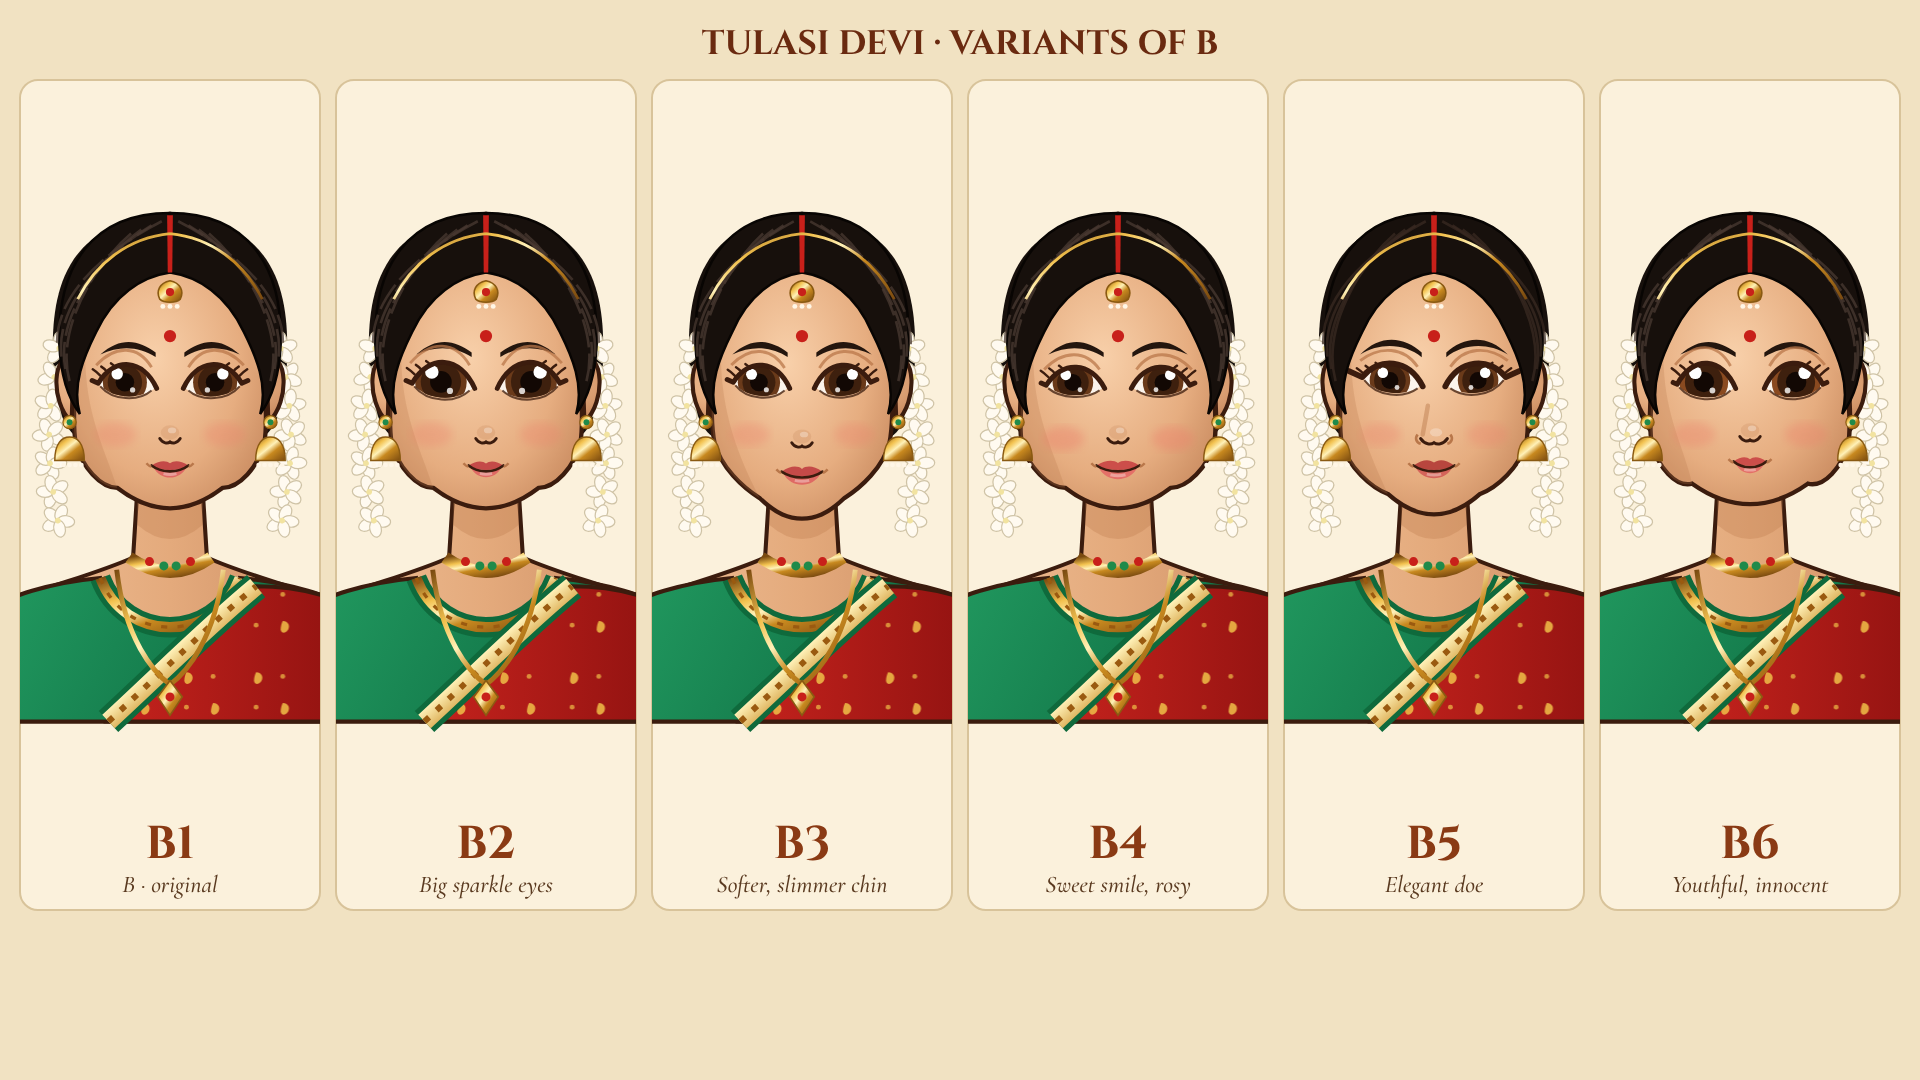 TULASI DEVI · VARIANTS OF B
B1
B · original
B2
Big sparkle eyes
B3
Softer, slimmer chin
B4
Sweet smile, rosy
B5
Elegant doe
B6
Youthful, innocent